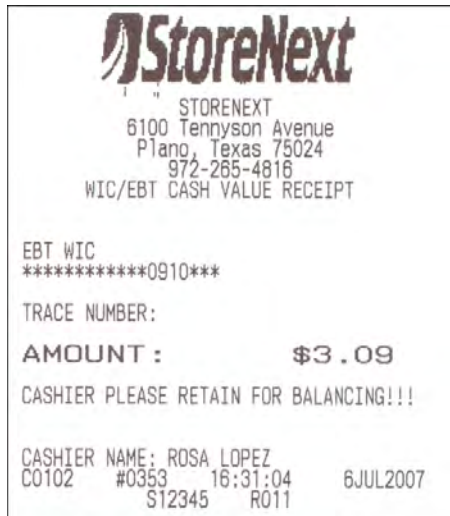 StoreNext
STORENEXT
6100 Tennyson Avenue
Plano, Texas 75024
972-265-4816
WIC/EBT CASH VALUE RECEIPT
EBT WIC
************0910***
TRACE NUMBER:
AMOUNT: $3.09
CASHIER PLEASE RETAIN FOR BALANCING!!!
CASHIER NAME: ROSA LOPEZ
C0102 #0353 16:31:04 6JUL2007
S12345 R011